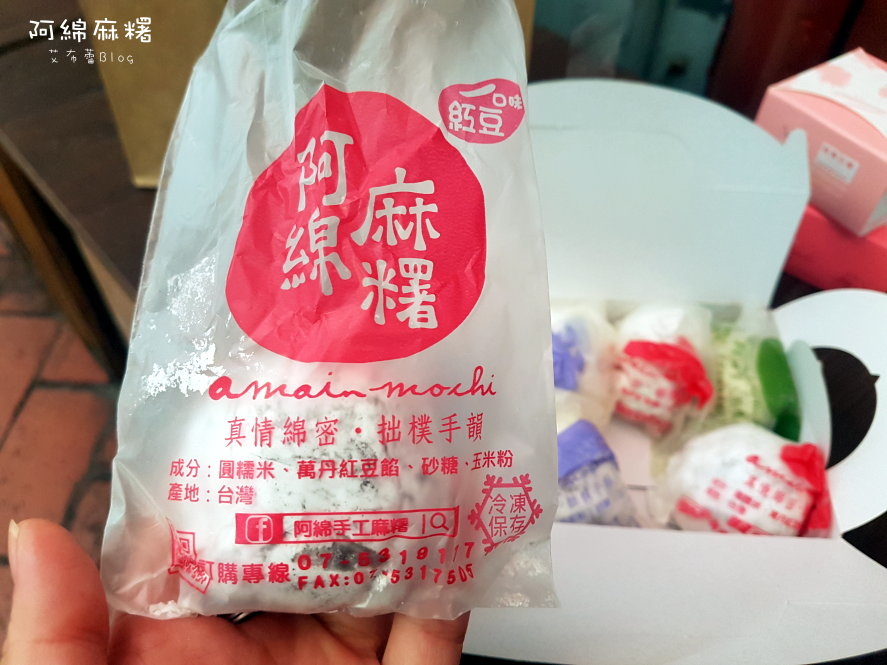 阿綿麻糬
艾布蕾Blog
一口味
紅豆
阿綿
麻糬
amain mochi
真情綿密・拙樸手韻
成分：圓糯米、萬丹紅豆餡、砂糖、玉米粉
產地：台灣
冷凍
保存
阿綿手工麻糬
購專線
FAX: